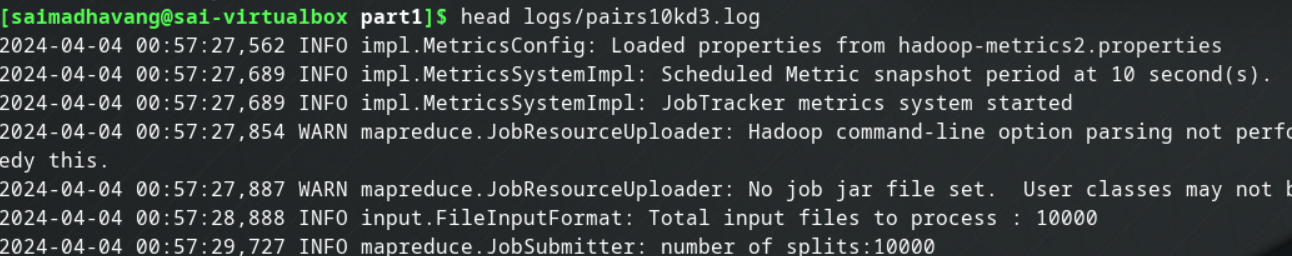 [saimadhavang@sai-virtualbox part1]$ head logs/pairs10kd3.log
2024-04-04 00:57:27,562 INFO impl.MetricsConfig: Loaded properties from hadoop-metrics2.properties
2024-04-04 00:57:27,689 INFO impl.MetricsSystemImpl: Scheduled Metric snapshot period at 10 second(s).
2024-04-04 00:57:27,689 INFO impl.MetricsSystemImpl: JobTracker metrics system started
2024-04-04 00:57:27,854 WARN mapreduce.JobResourceUploader: Hadoop command-line option parsing not perfo
edy this.
2024-04-04 00:57:27,887 WARN mapreduce.JobResourceUploader: No job jar file set.  User classes may not b
2024-04-04 00:57:28,888 INFO input.FileInputFormat: Total input files to process : 10000
2024-04-04 00:57:29,727 INFO mapreduce.JobSubmitter: number of splits:10000